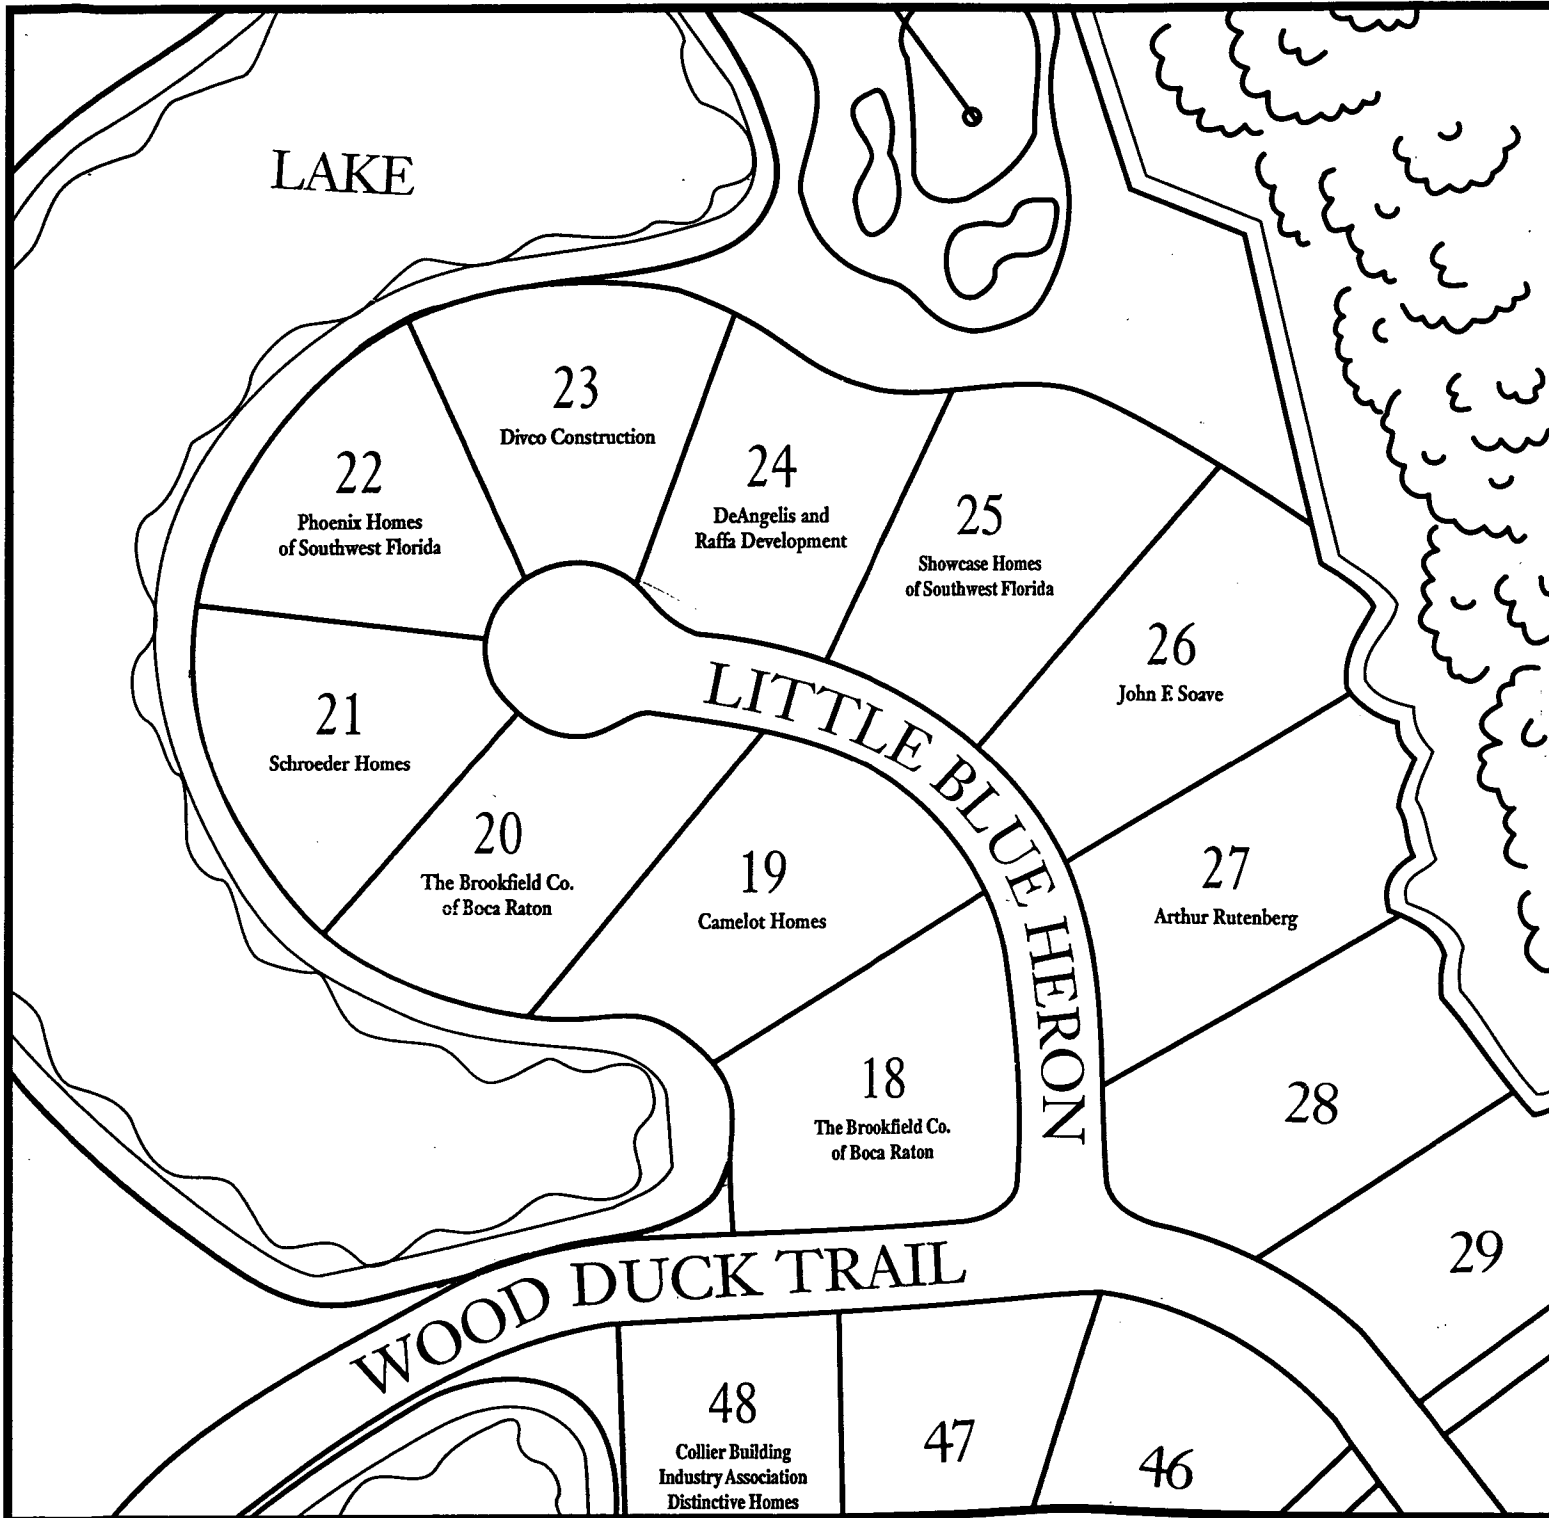 LAKE
23
Divco Construction
22
Phoenix Homes
of Southwest Florida
24
DeAngelis and
Raffa Development
25
Showcase Homes
of Southwest Florida
26
John F. Soave
21
Schroeder Homes
LITTLE BLUE HERON
20
The Brookfield Co.
of Boca Raton
19
Camelot Homes
27
Arthur Rutenberg
18
The Brookfield Co.
of Boca Raton
28
29
WOOD DUCK TRAIL
48
Collier Building
Industry Association
Distinctive Homes
47
46